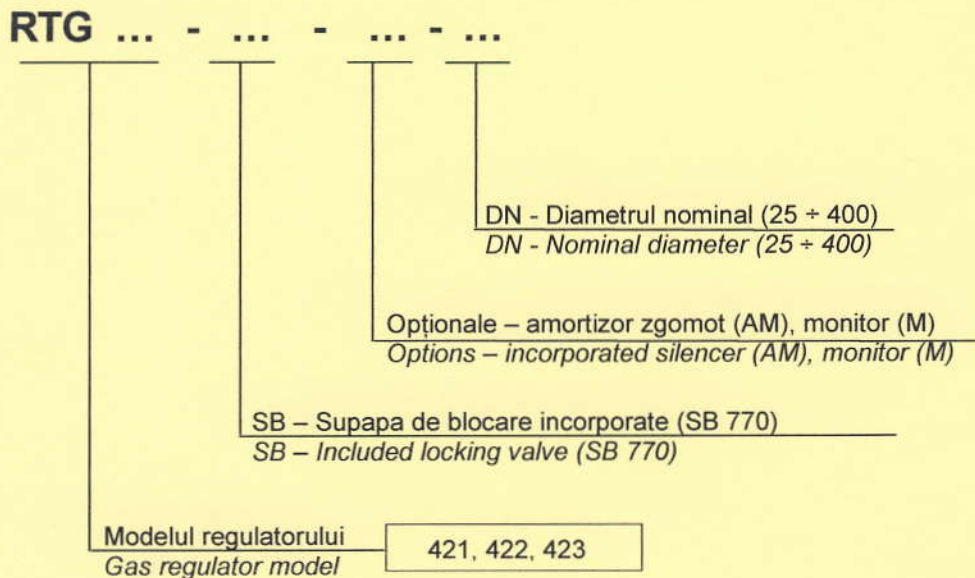 RTG ... - ... - ... - ...
DN - Diametrul nominal (25 ÷ 400)
DN - Nominal diameter (25 ÷ 400)
Opționale – amortizor zgomot (AM), monitor (M)
Options – incorporated silencer (AM), monitor (M)
SB – Supapa de blocare incorporate (SB 770)
SB – Included locking valve (SB 770)
Modelul regulatorului
Gas regulator model
421, 422, 423